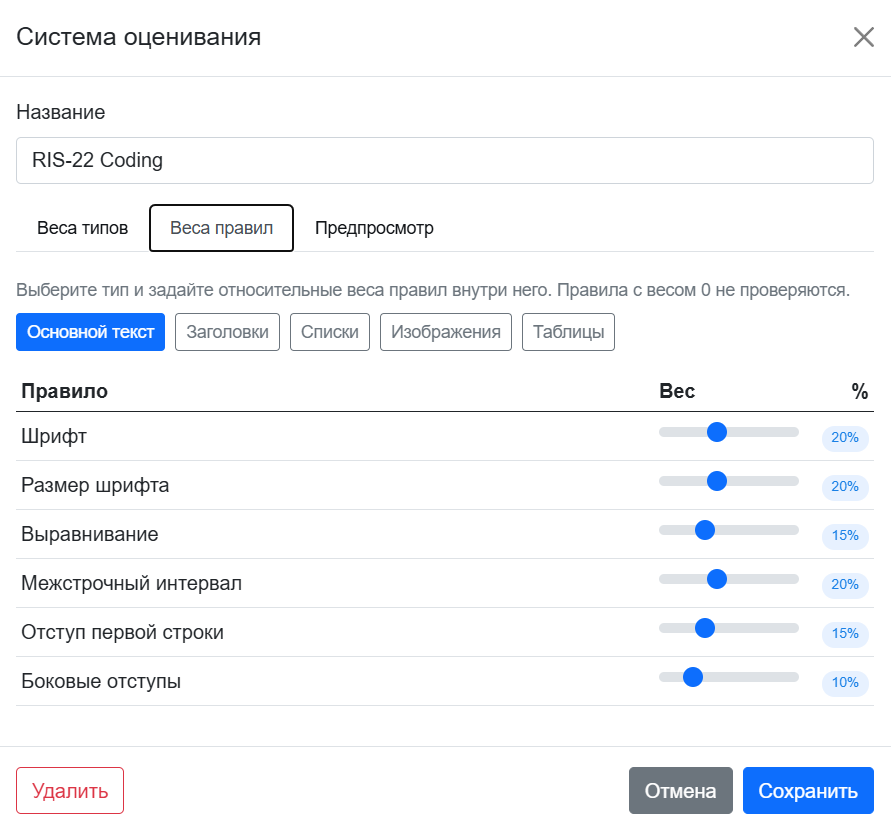 Система оценивания
Название
RIS-22 Coding
Веса типов Веса правил Предпросмотр
Выберите тип и задайте относительные веса правил внутри него. Правила с весом 0 не проверяются.
Основной текст Заголовки Списки Изображения Таблицы
Правило Вес %
Шрифт 20%
Размер шрифта 20%
Выравнивание 15%
Межстрочный интервал 20%
Отступ первой строки 15%
Боковые отступы 10%
Удалить Отмена Сохранить